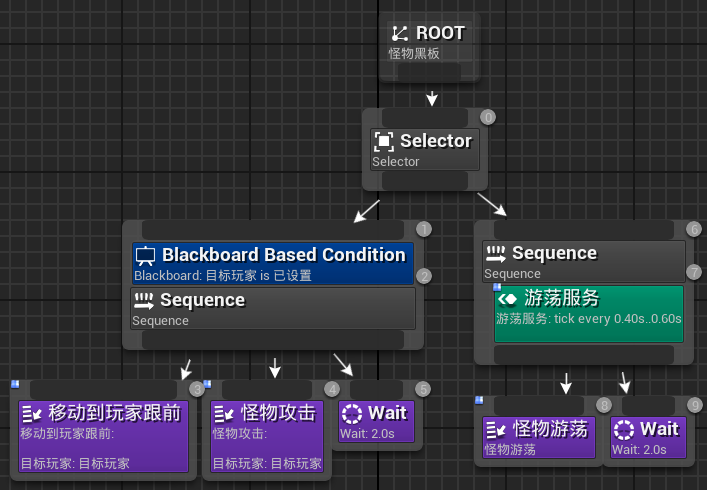 ROOT
怪物黑板
0
Selector
Selector
1
Blackboard Based Condition
Blackboard: 目标玩家 is 已设置
2
Sequence
Sequence
6
Sequence
Sequence
7
游荡服务
游荡服务: tick every 0.40s..0.60s
3
移动到玩家跟前
移动到玩家跟前:
目标玩家: 目标玩家
4
怪物攻击
怪物攻击:
目标玩家: 目标玩家
5
Wait
Wait: 2.0s
8
怪物游荡
怪物游荡
9
Wait
Wait: 2.0s